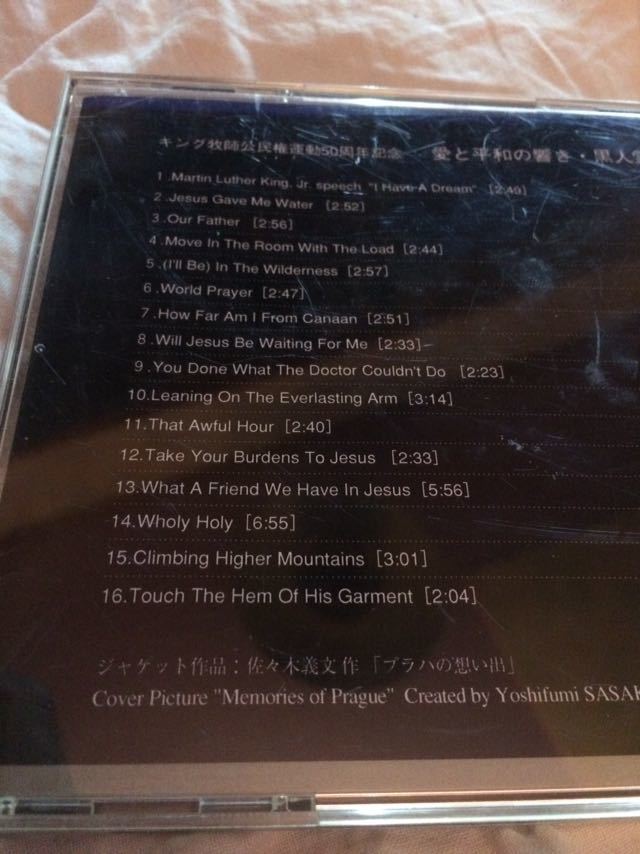 キング牧師公民権運動50周年記念 愛と平和の響き・黒人
1.Martin Luther King, Jr. speech "I Have A Dream" [2:49]
2.Jesus Gave Me Water [2:52]
3.Our Father [2:56]
4.Move In The Room With The Load [2:44]
5.(I'll Be) In The Wilderness [2:57]
6.World Prayer [2:47]
7.How Far Am I From Canaan [2:51]
8.Will Jesus Be Waiting For Me [2:33]
9.You Done What The Doctor Couldn't Do [2:23]
10.Leaning On The Everlasting Arm [3:14]
11.That Awful Hour [2:40]
12.Take Your Burdens To Jesus [2:33]
13.What A Friend We Have In Jesus [5:56]
14.Wholy Holy [6:55]
15.Climbing Higher Mountains [3:01]
16.Touch The Hem Of His Garment [2:04]
ジャケット作品：佐々木義文作「プラハの想い出」
Cover Picture "Memories of Prague" Created by Yoshifumi SASAK